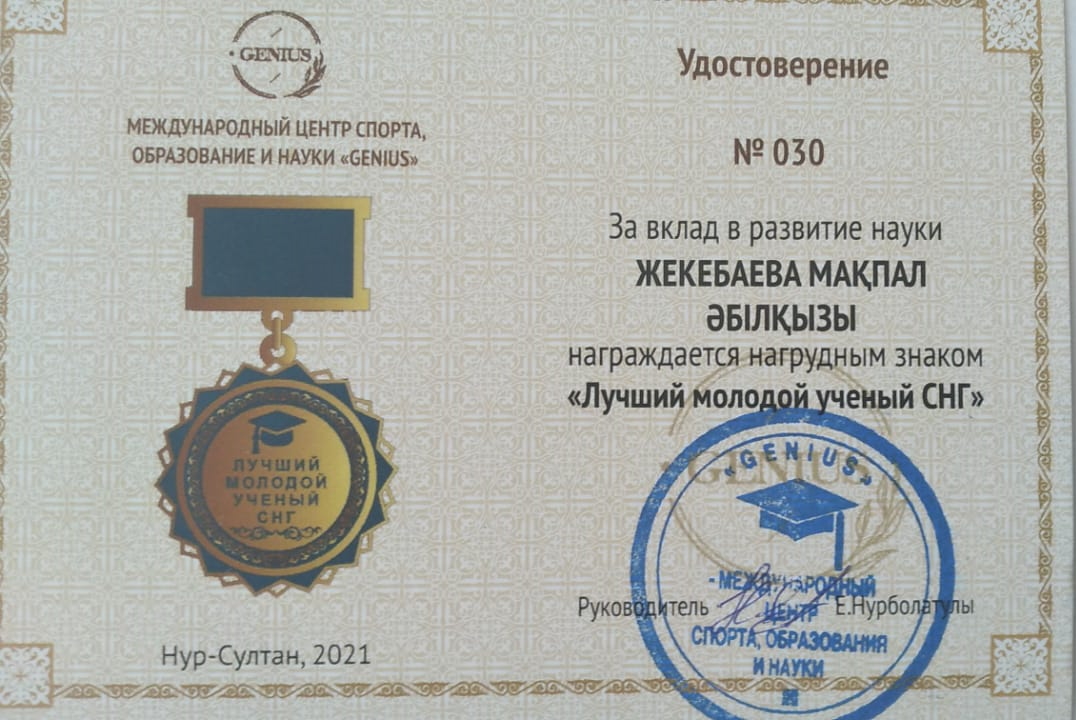 GENIUS
МЕЖДУНАРОДНЫЙ ЦЕНТР СПОРТА,
ОБРАЗОВАНИЕ И НАУКИ «GENIUS»
ЛУЧШИЙ
МОЛОДОЙ
УЧЕНЫЙ
СНГ
Нур-Султан, 2021
Удостоверение
№ 030
За вклад в развитие науки
ЖЕКЕБАЕВА МАҚПАЛ
ӘБІЛҚЫЗЫ
награждается нагрудным знаком
«Лучший молодой ученый СНГ»
GENIUS
«GENIUS»
- МЕЖДУНАРОДНЫЙ
ЦЕНТР
СПОРТА, ОБРАЗОВАНИЯ
И НАУКИ
Руководитель Е.Нурболатулы